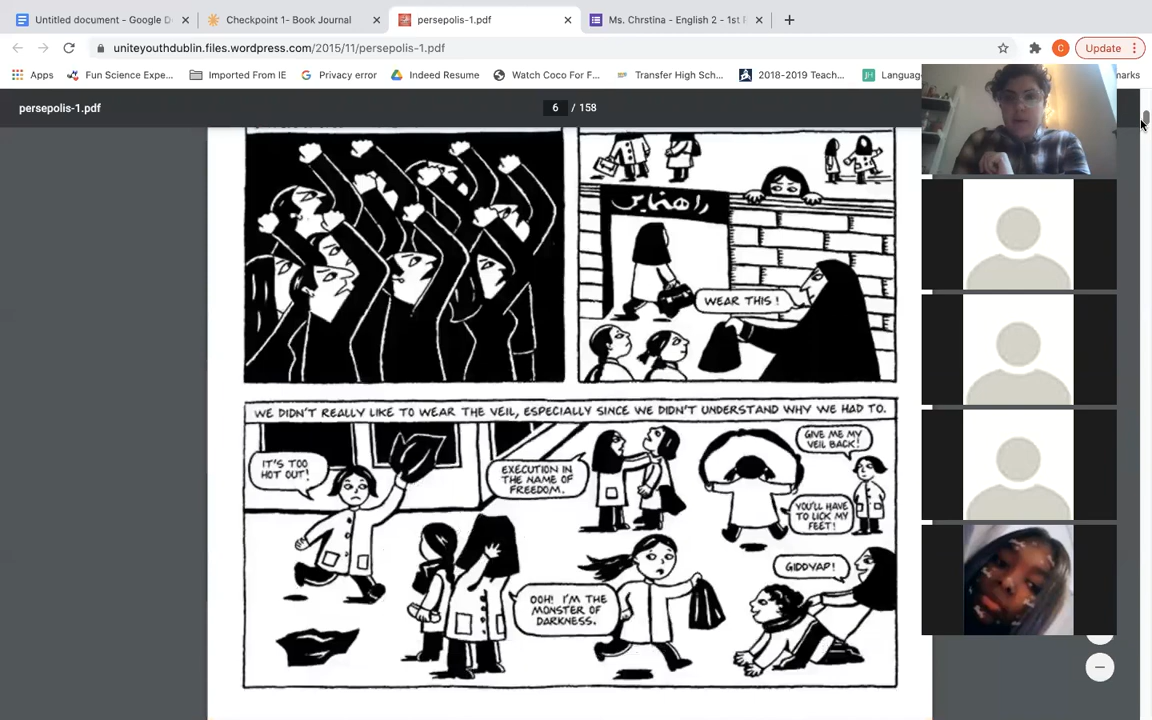 Untitled document - Google D
Checkpoint 1- Book Journal
persepolis-1.pdf
Ms. Chrstina - English 2 - 1st
uniteyouthdublin.files.wordpress.com/2015/11/persepolis-1.pdf
C
Update
Apps
Fun Science Expe...
Imported From IE
Privacy error
Indeed Resume
Watch Coco For F...
Transfer High Sch...
2018-2019 Teach...
JH
Languag
marks
persepolis-1.pdf
6 / 158
راهنمایی
WEAR THIS!
WE DIDN'T REALLY LIKE TO WEAR THE VEIL, ESPECIALLY SINCE WE DIDN'T UNDERSTAND WHY WE HAD TO.
IT'S TOO
HOT OUT!
EXECUTION IN
THE NAME OF
FREEDOM.
GIVE ME MY
VEIL BACK!
YOU'LL HAVE
TO LICK MY
FEET!
OOH! I'M THE
MONSTER OF
DARKNESS.
GIDDYAP!